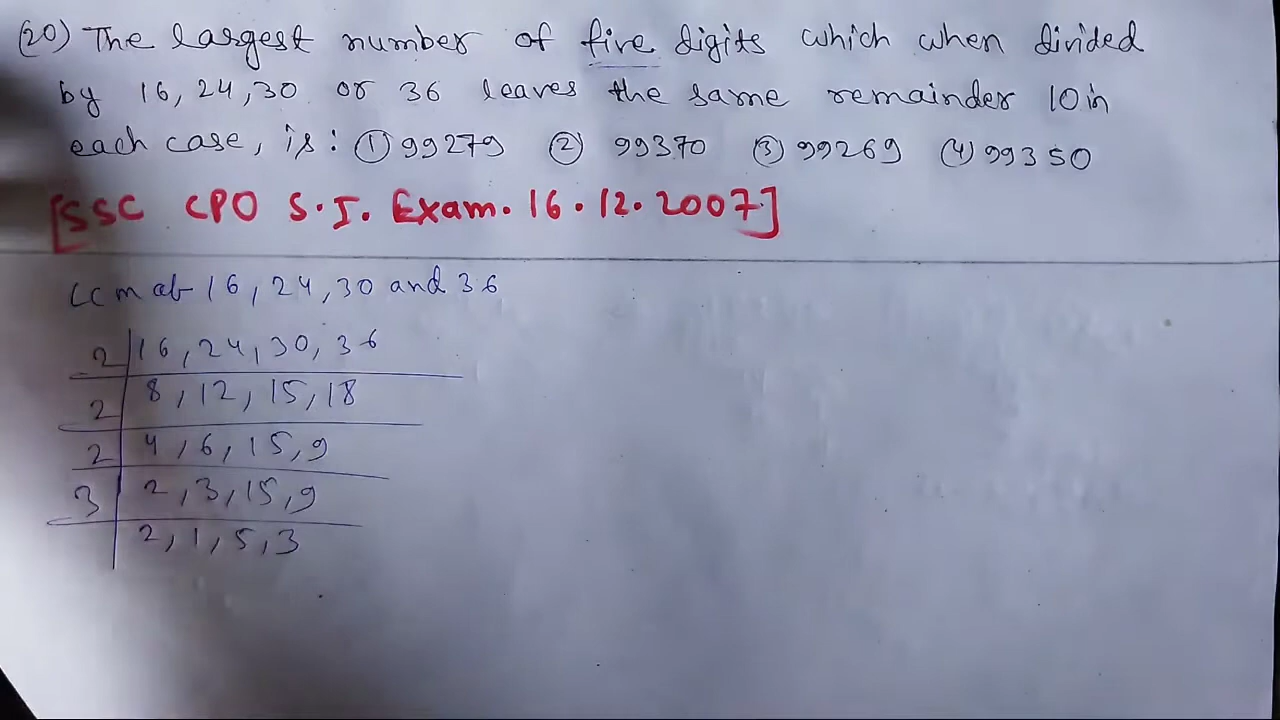 (20) The largest number of five digits which when divided
by 16, 24, 30 or 36 leaves the same remainder 10 in
each case, is: ① 99279 ② 99370 ③ 99269 ④ 99350
[SSC CPO S.I. Exam. 16.12.2007]
LCM of 16, 24, 30 and 36
2 | 16, 24, 30, 36
2 | 8, 12, 15, 18
2 | 4, 6, 15, 9
3 | 2, 3, 15, 9
2, 1, 5, 3